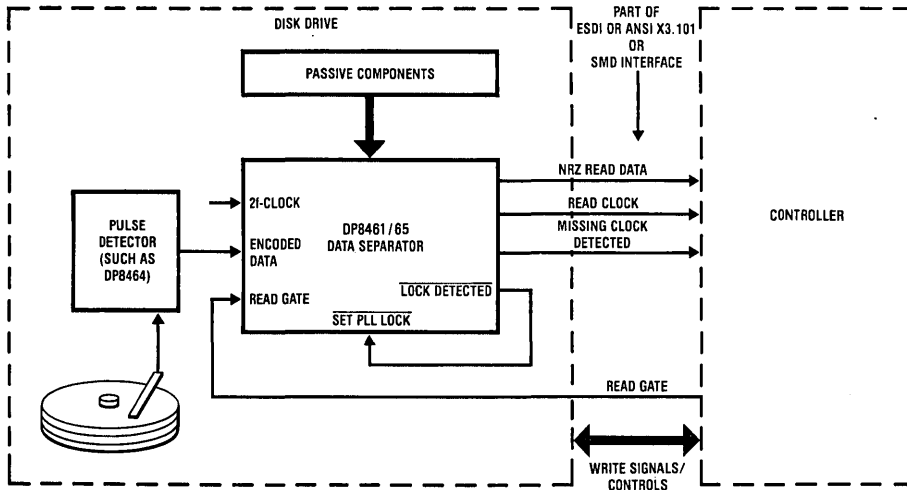 DISK DRIVE
PART OF
ESDI OR ANSI X3.101
OR
SMD INTERFACE
PASSIVE COMPONENTS
PULSE
DETECTOR
(SUCH AS
DP8464)
2f-CLOCK
ENCODED
DATA
READ GATE
DP8461/65
DATA SEPARATOR
LOCK DETECTED
SET PLL LOCK
NRZ READ DATA
READ CLOCK
MISSING CLOCK
DETECTED
CONTROLLER
READ GATE
WRITE SIGNALS/
CONTROLS